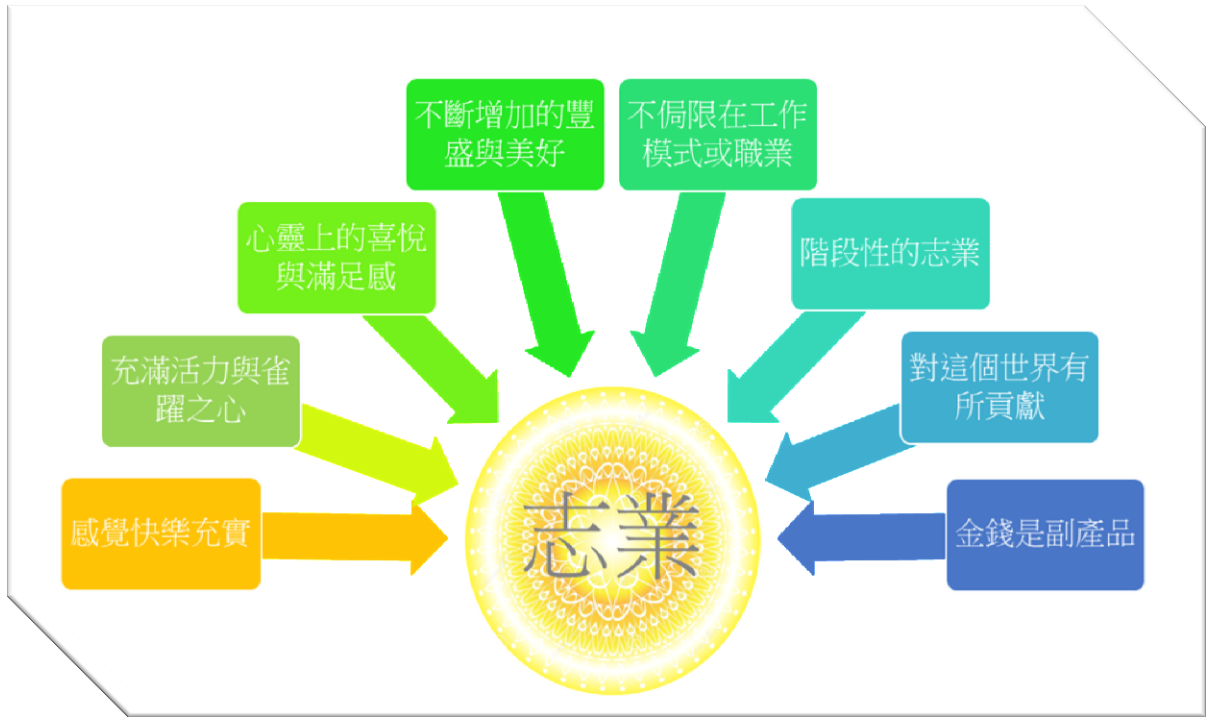 不斷增加的豐
盛與美好
不侷限在工作
模式或職業
心靈上的喜悅
與滿足感
階段性的志業
充滿活力與雀
躍之心
對這個世界有
所貢獻
感覺快樂充實
志業
金錢是副產品